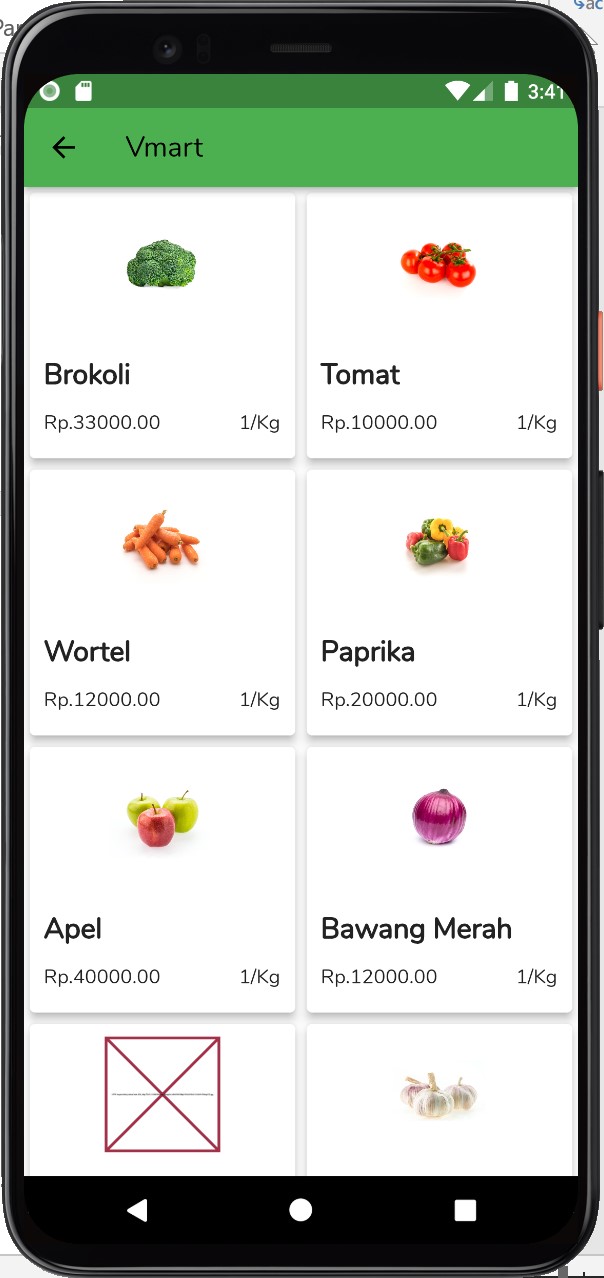 3:41
Vmart
Brokoli
Rp.33000.00 1/Kg
Tomat
Rp.10000.00 1/Kg
Wortel
Rp.12000.00 1/Kg
Paprika
Rp.20000.00 1/Kg
Apel
Rp.40000.00 1/Kg
Bawang Merah
Rp.12000.00 1/Kg